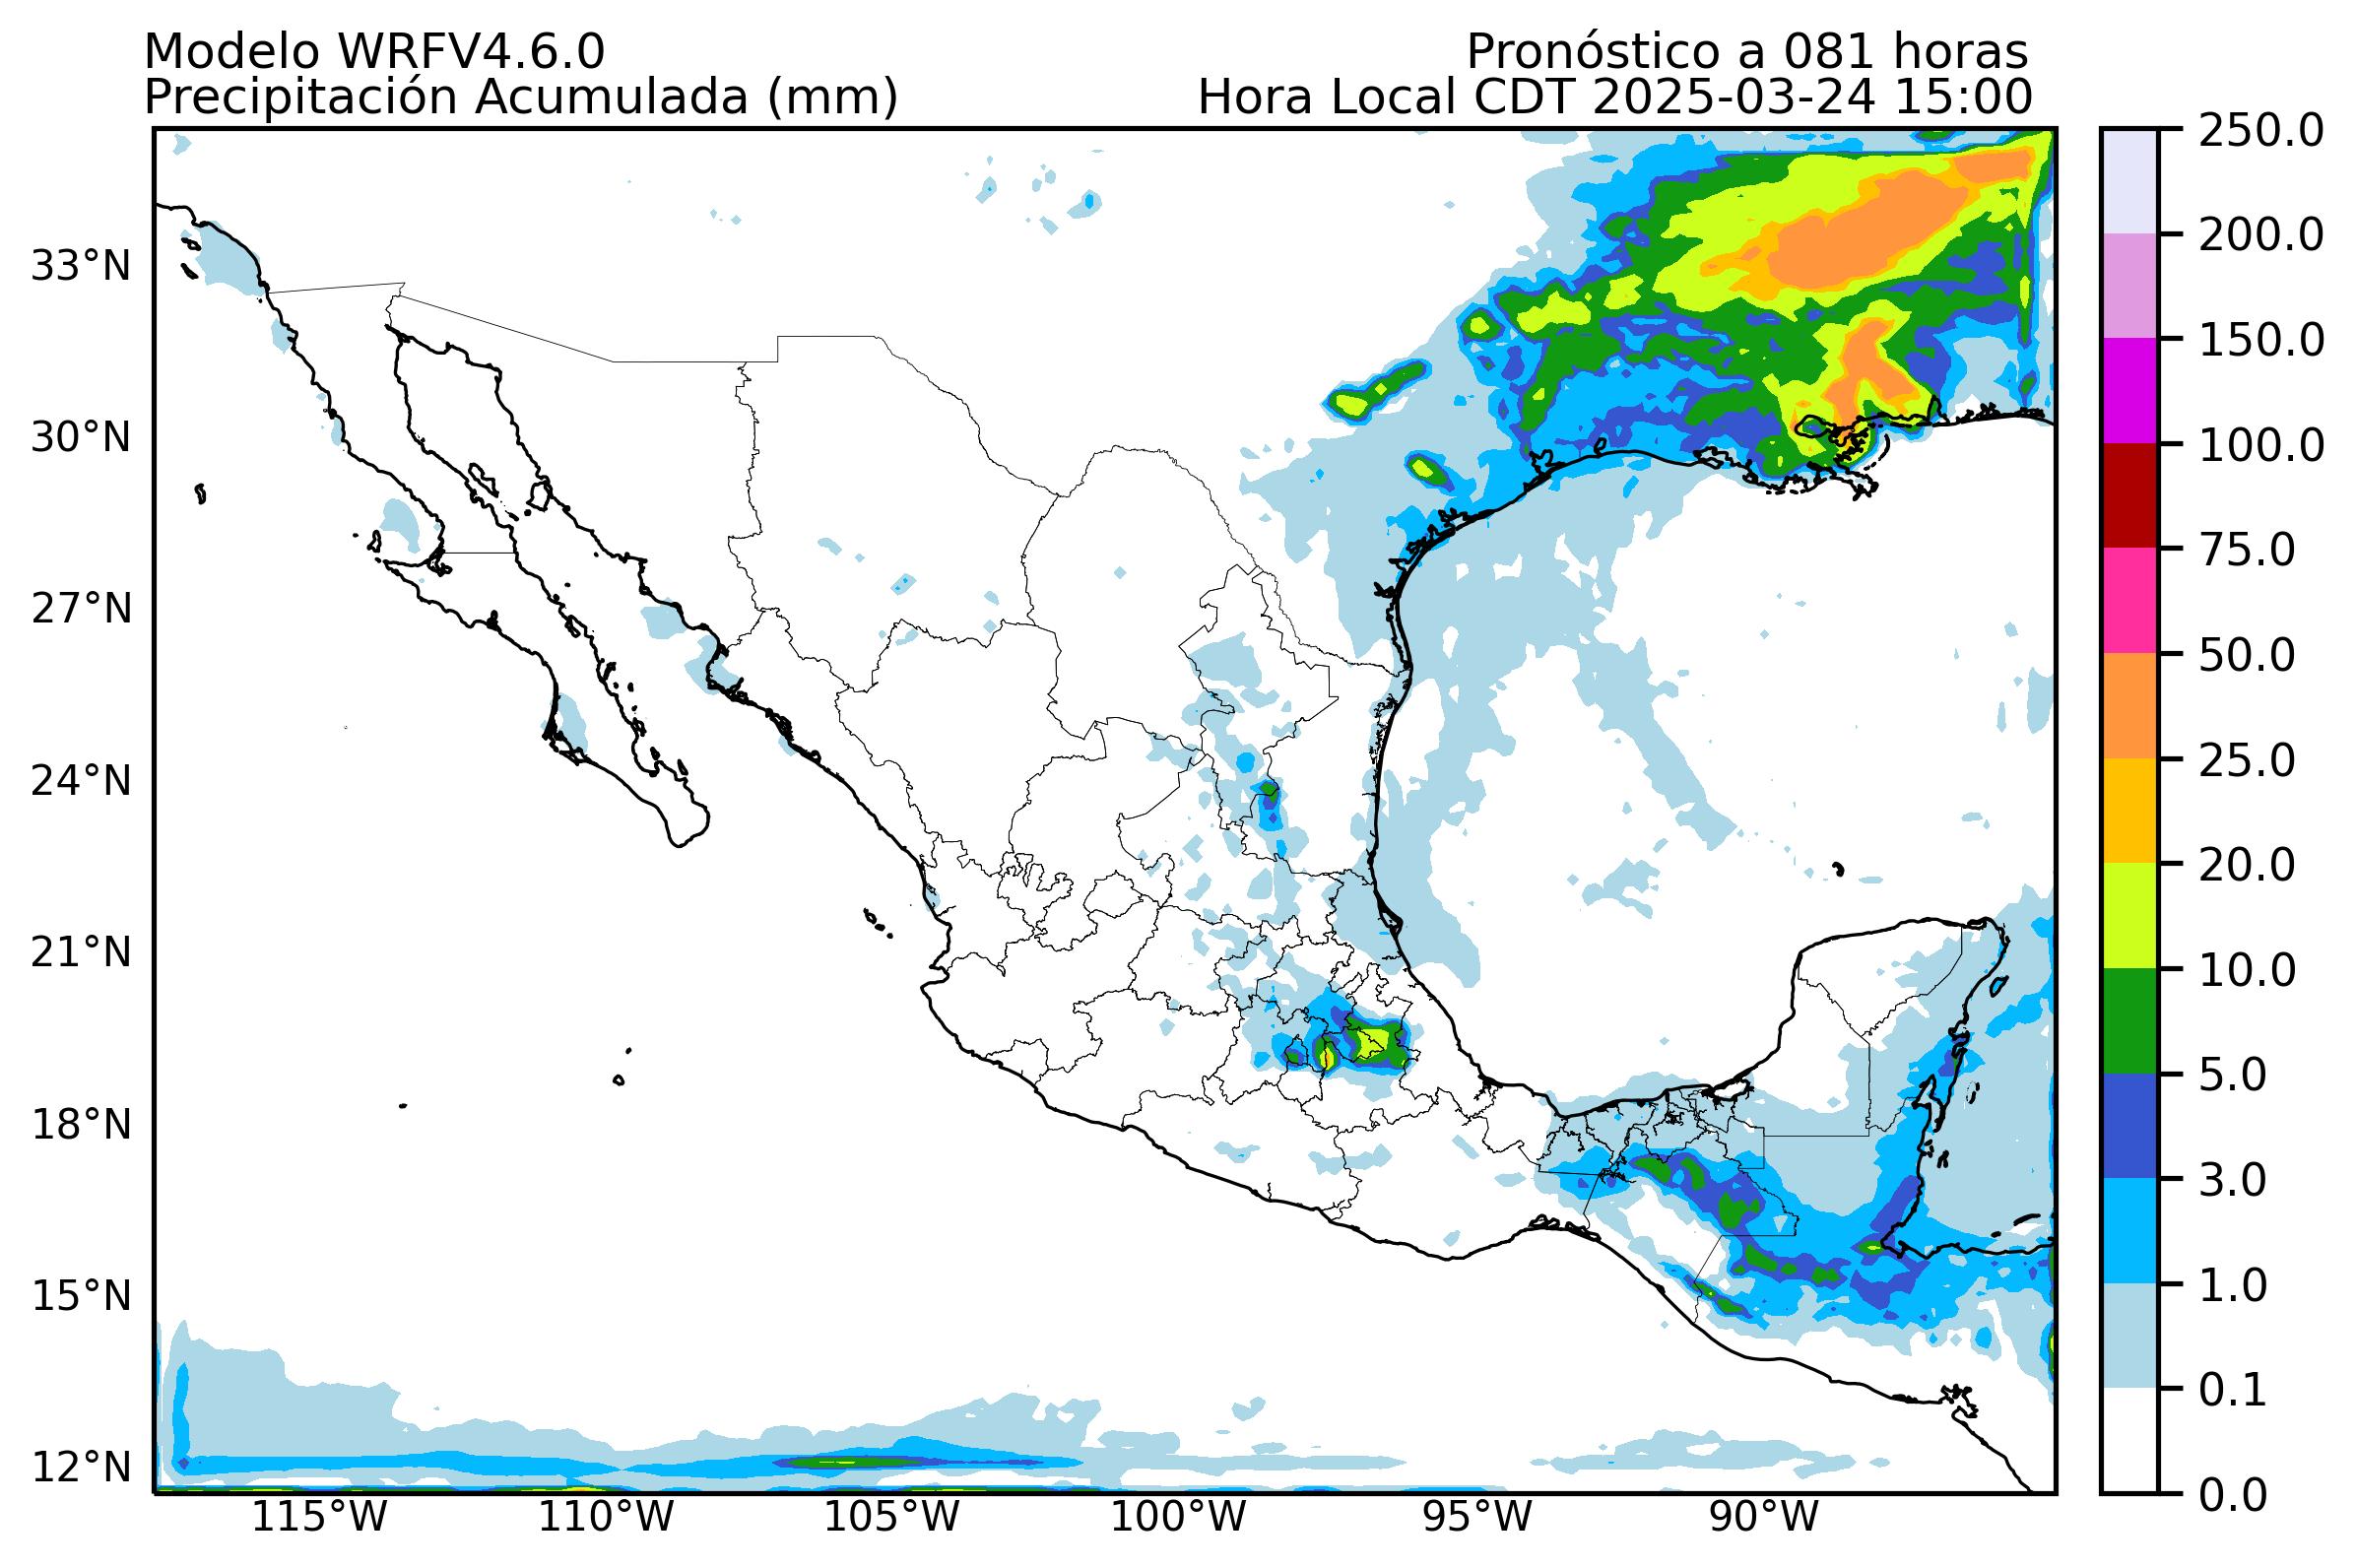 Modelo WRFV4.6.0
Pronóstico a 081 horas
Precipitación Acumulada (mm)
Hora Local CDT 2025-03-24 15:00
33°N
30°N
27°N
24°N
21°N
18°N
15°N
12°N
115°W
110°W
105°W
100°W
95°W
90°W
250.0
200.0
150.0
100.0
75.0
50.0
25.0
20.0
10.0
5.0
3.0
1.0
0.1
0.0